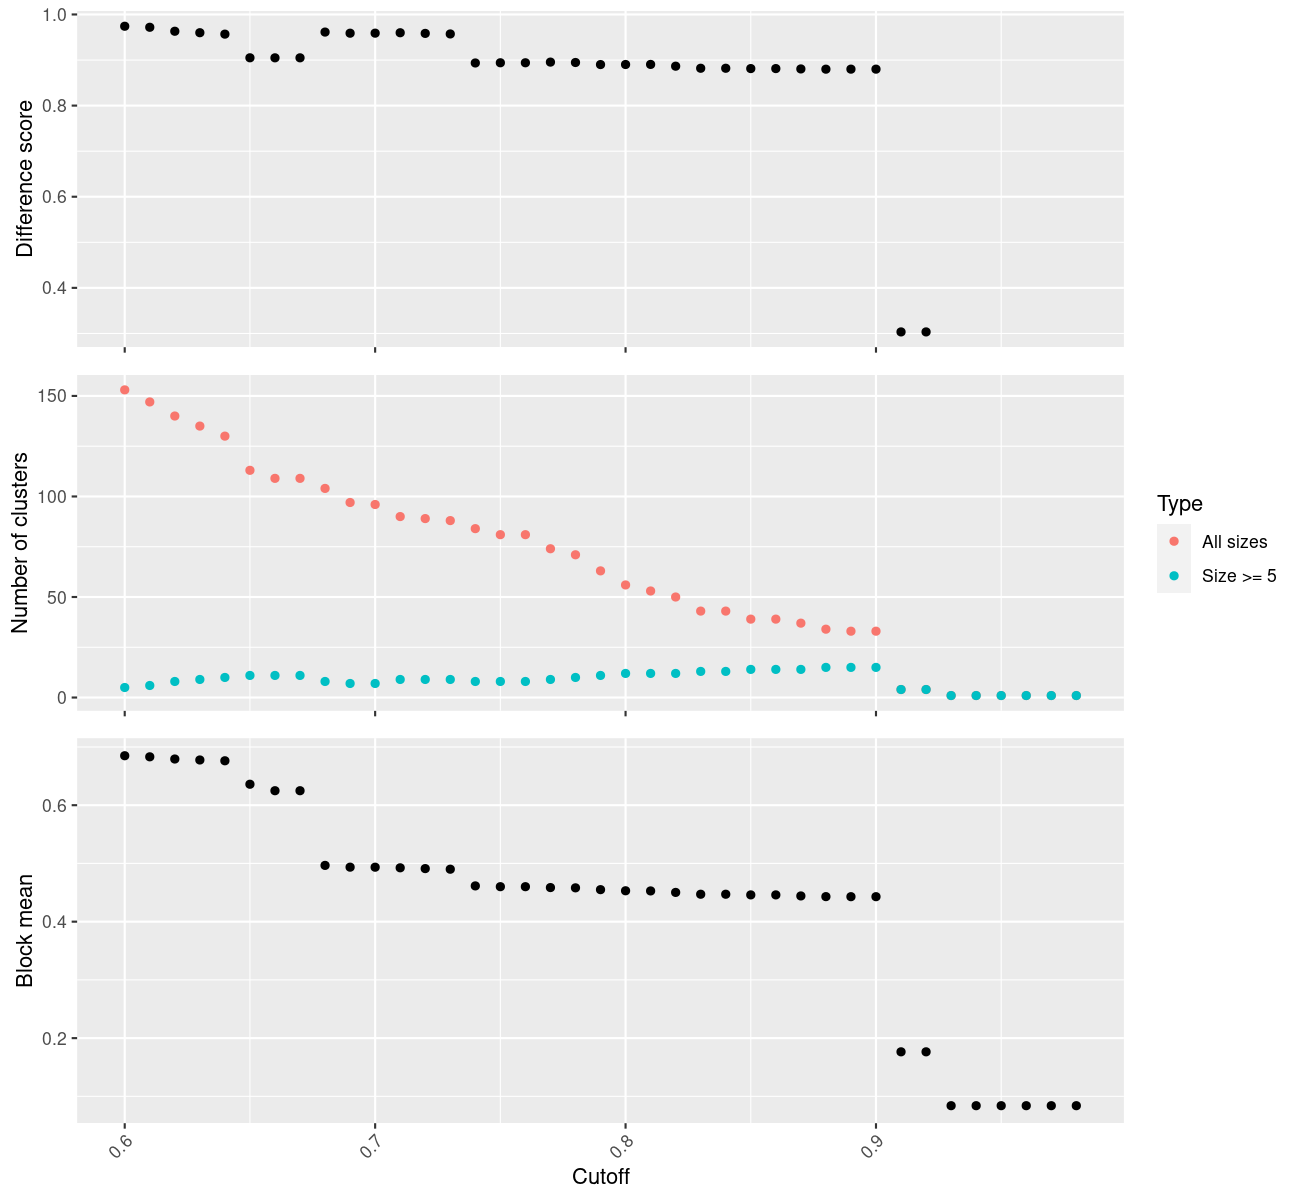 1.0
0.8
0.6
0.4
Difference score
150
100
50
0
Number of clusters
Type
All sizes
Size >= 5
0.6
0.4
0.2
Block mean
0.6
0.7
0.8
0.9
Cutoff